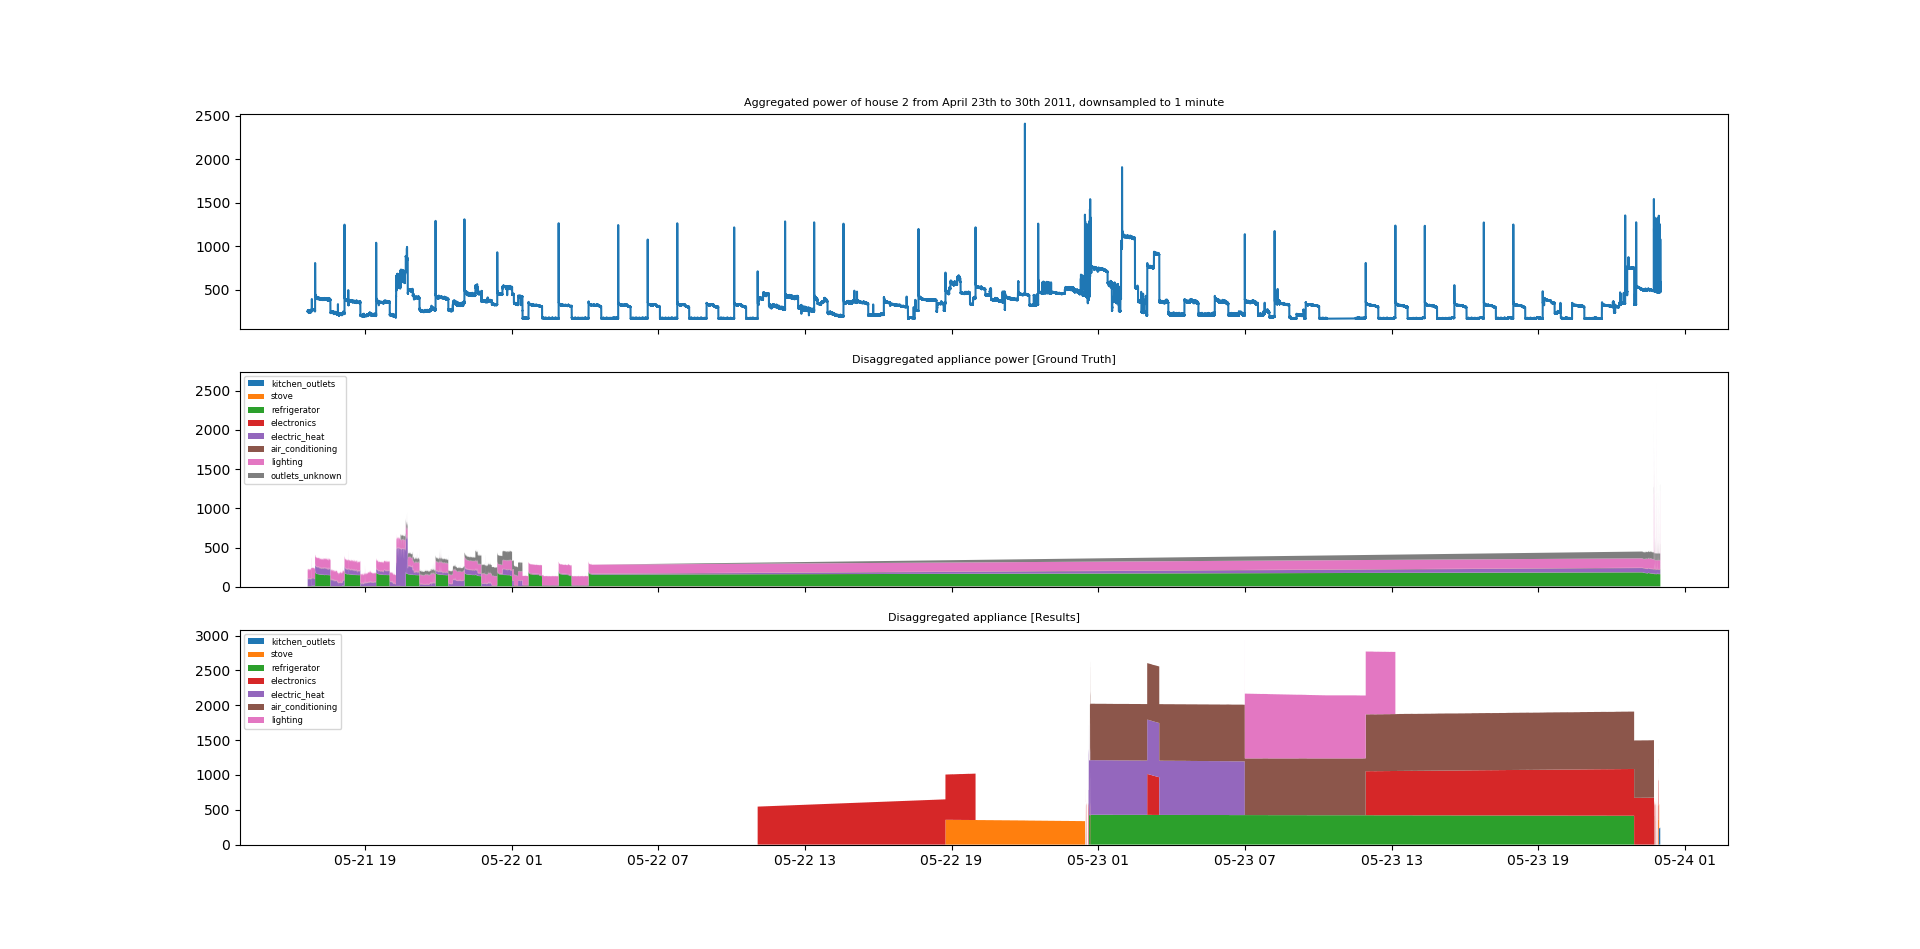 Aggregated power of house 2 from April 23th to 30th 2011, downsampled to 1 minute
2500
2000
1500
1000
500
Disaggregated appliance power [Ground Truth]
2500
2000
1500
1000
500
0
kitchen_outlets
stove
refrigerator
electronics
electric_heat
air_conditioning
lighting
outlets_unknown
Disaggregated appliance [Results]
3000
2500
2000
1500
1000
500
0
kitchen_outlets
stove
refrigerator
electronics
electric_heat
air_conditioning
lighting
05-21 19 05-22 01 05-22 07 05-22 13 05-22 19 05-23 01 05-23 07 05-23 13 05-23 19 05-24 01